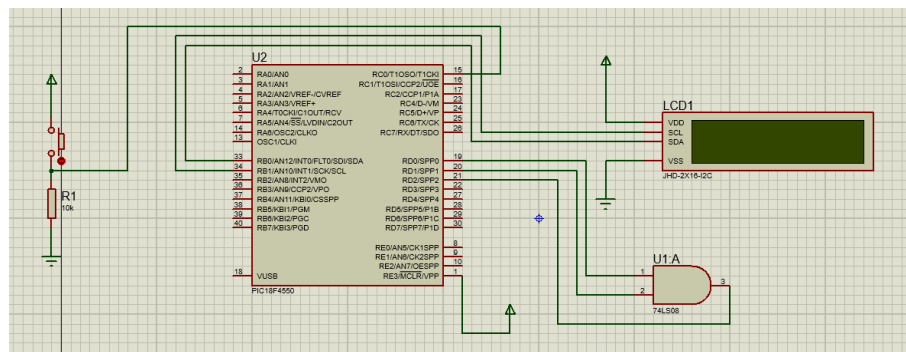 U2
2 RA0/AN0 RC0/T1OSO/T1CKI 15
3 RA1/AN1 RC1/T1OSI/CCP2/UOE 16
4 RA2/AN2/VREF-/CVREF RC2/CCP1/P1A 17
5 RA3/AN3/VREF+ RC4/D-/VM 23
6 RA4/T0CKI/C1OUT/RCV RC5/D+/VP 24
7 RA5/AN4/SS/LVDIN/C2OUT RC6/TX/CK 25
14 RA6/OSC2/CLKO RC7/RX/DT/SDO 26
13 OSC1/CLKI
33 RB0/AN12/INT0/FLT0/SDI/SDA RD0/SPP0 19
34 RB1/AN10/INT1/SCK/SCL RD1/SPP1 20
35 RB2/AN8/INT2/VMO RD2/SPP2 21
36 RB3/AN9/CCP2/VPO RD3/SPP3 22
37 RB4/AN11/KBI0/CSSPP RD4/SPP4 27
38 RB5/KBI1/PGM RD5/SPP5/P1B 28
39 RB6/KBI2/PGC RD6/SPP6/P1C 29
40 RB7/KBI3/PGD RD7/SPP7/P1D 30
RE0/AN5/CK1SPP 8
RE1/AN6/CK2SPP 9
RE2/AN7/OESPP 10
18 VUSB RE3/MCLR/VPP 1
PIC18F4550
LCD1
VDD
SCL
SDA
VSS
JHD-2X16-I2C
R1
10k
U1:A
1
2
3
74LS08